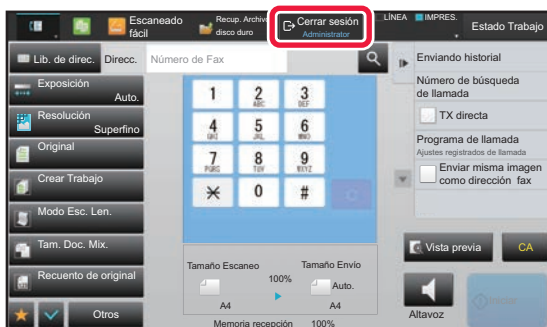 Escaneado
fácil
Recup. Archivo
disco duro
Cerrar sesión
Administrator
LÍNEA
IMPRES.
Estado Trabajo
Lib. de direc.
Direcc.
Número de Fax
Exposición
Auto.
Resolución
Superfino
Original
Crear Trabajo
Modo Esc. Len.
Tam. Doc. Mix.
Recuento de original
Otros
1
2
ABC
3
DEF
4
GHI
5
JKL
6
MNO
7
PQRS
8
TUV
9
WXYZ
0
#
Tamaño Escaneo
100%
Tamaño Envío
Auto.
A4
A4
Memoria recepción 100%
Enviando historial
Número de búsqueda
de llamada
TX directa
Programa de llamada
Ajustes registrados de llamada
Enviar misma imagen
como dirección fax
Vista previa
CA
Altavoz
Iniciar